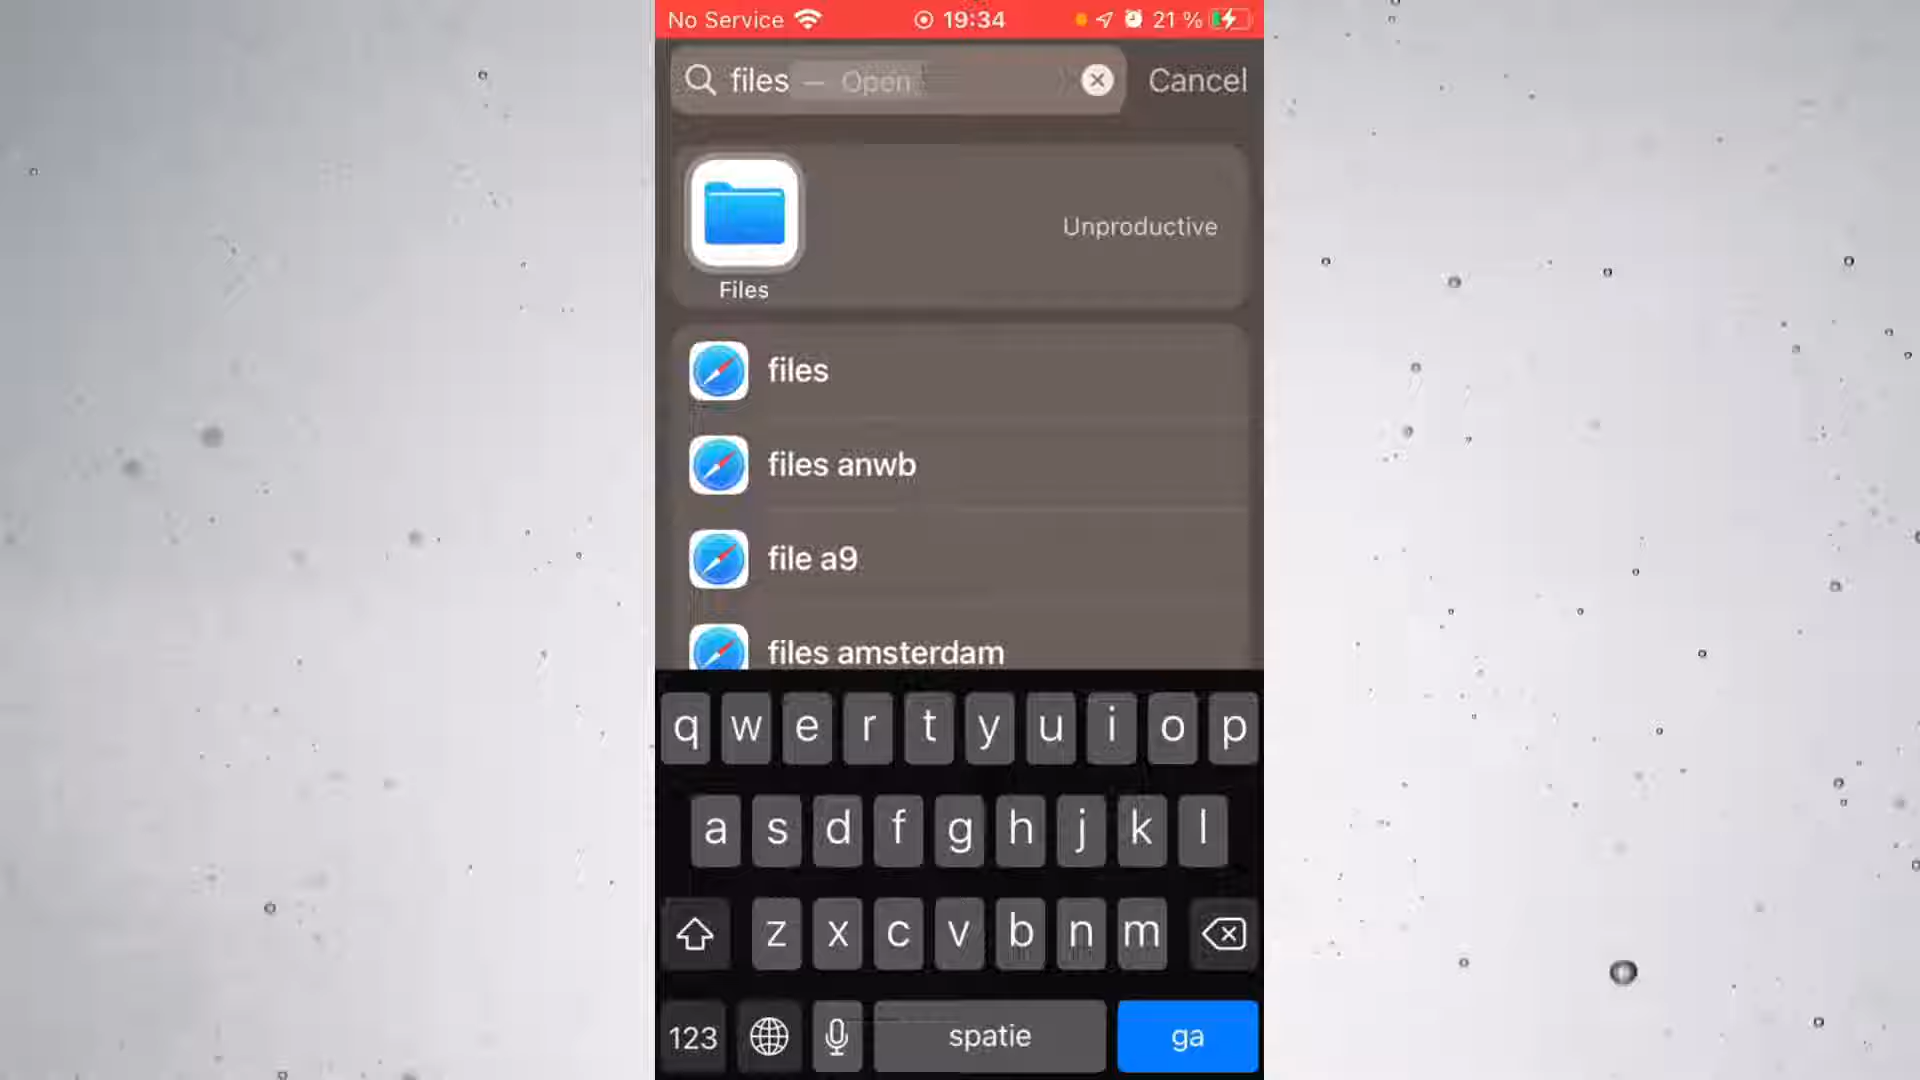 No Service 19:34 21 %
files — Open Cancel
Unproductive
Files
files
files anwb
file a9
files amsterdam
q w e r t y u i o p
a s d f g h j k l
z x c v b n m
123 spatie ga